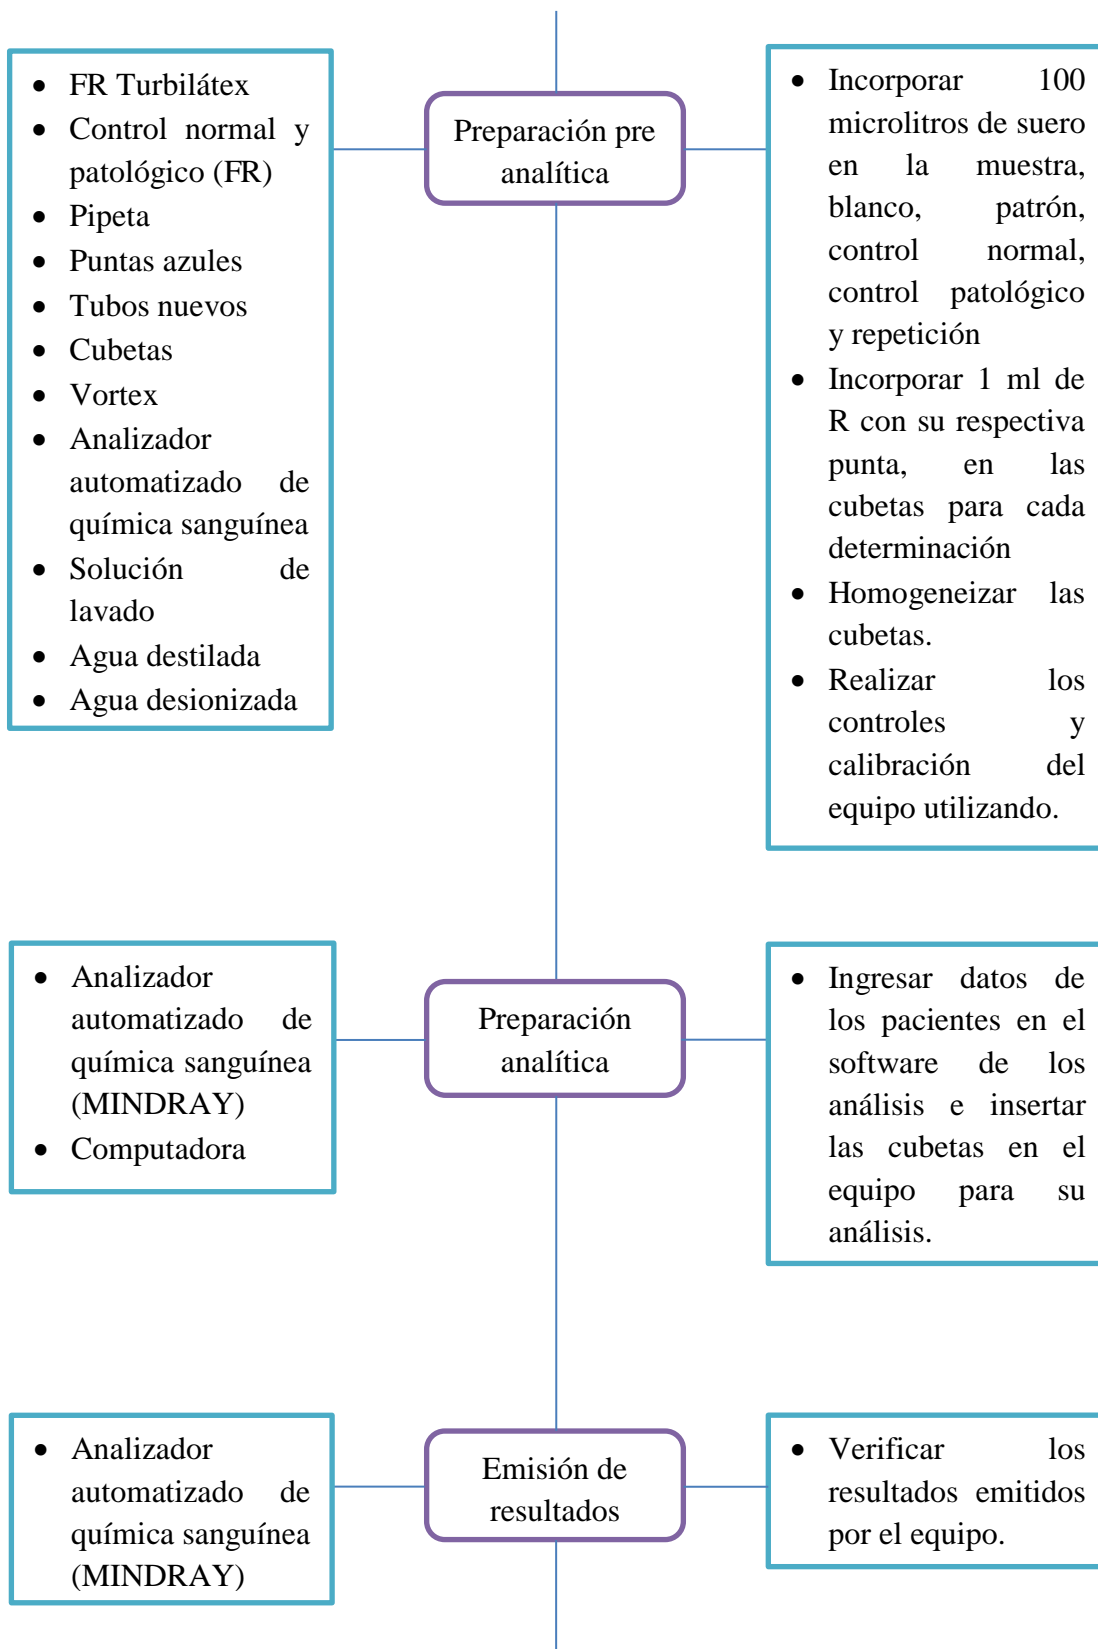 • FR Turbilátex
• Control normal y
patológico (FR)
• Pipeta
• Puntas azules
• Tubos nuevos
• Cubetas
• Vortex
• Analizador
automatizado de
química sanguínea
• Solución de
lavado
• Agua destilada
• Agua desionizada
Preparación pre
analítica
• Incorporar 100
microlitros de suero
en la muestra,
blanco, patrón,
control normal,
control patológico
y repetición
• Incorporar 1 ml de
R con su respectiva
punta, en las
cubetas para cada
determinación
• Homogeneizar las
cubetas.
• Realizar los
controles y
calibración del
equipo utilizando.
• Analizador
automatizado de
química sanguínea
(MINDRAY)
• Computadora
Preparación
analítica
• Ingresar datos de
los pacientes en el
software de los
análisis e insertar
las cubetas en el
equipo para su
análisis.
• Analizador
automatizado de
química sanguínea
(MINDRAY)
Emisión de
resultados
• Verificar los
resultados emitidos
por el equipo.